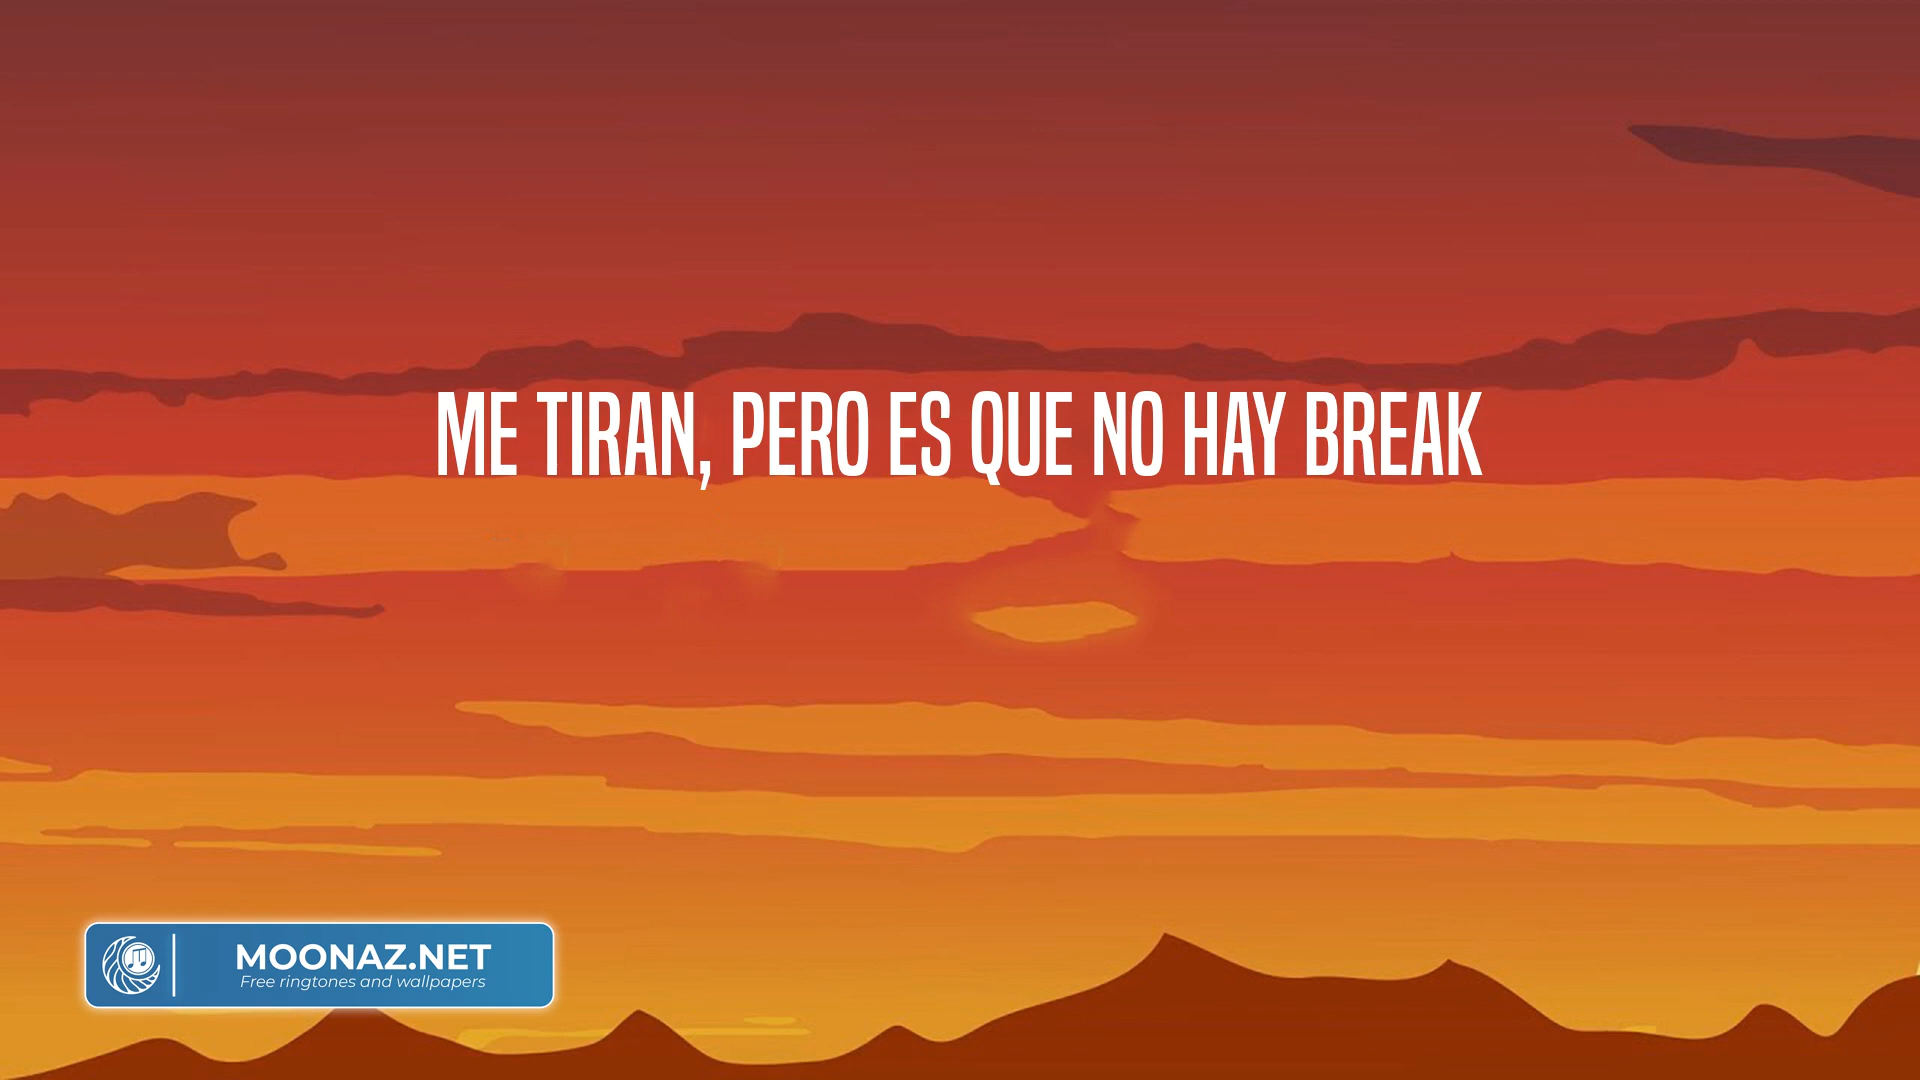 ME TIRAN, PERO ES QUE NO HAY BREAK
MOONAZ.NET
Free ringtones and wallpapers